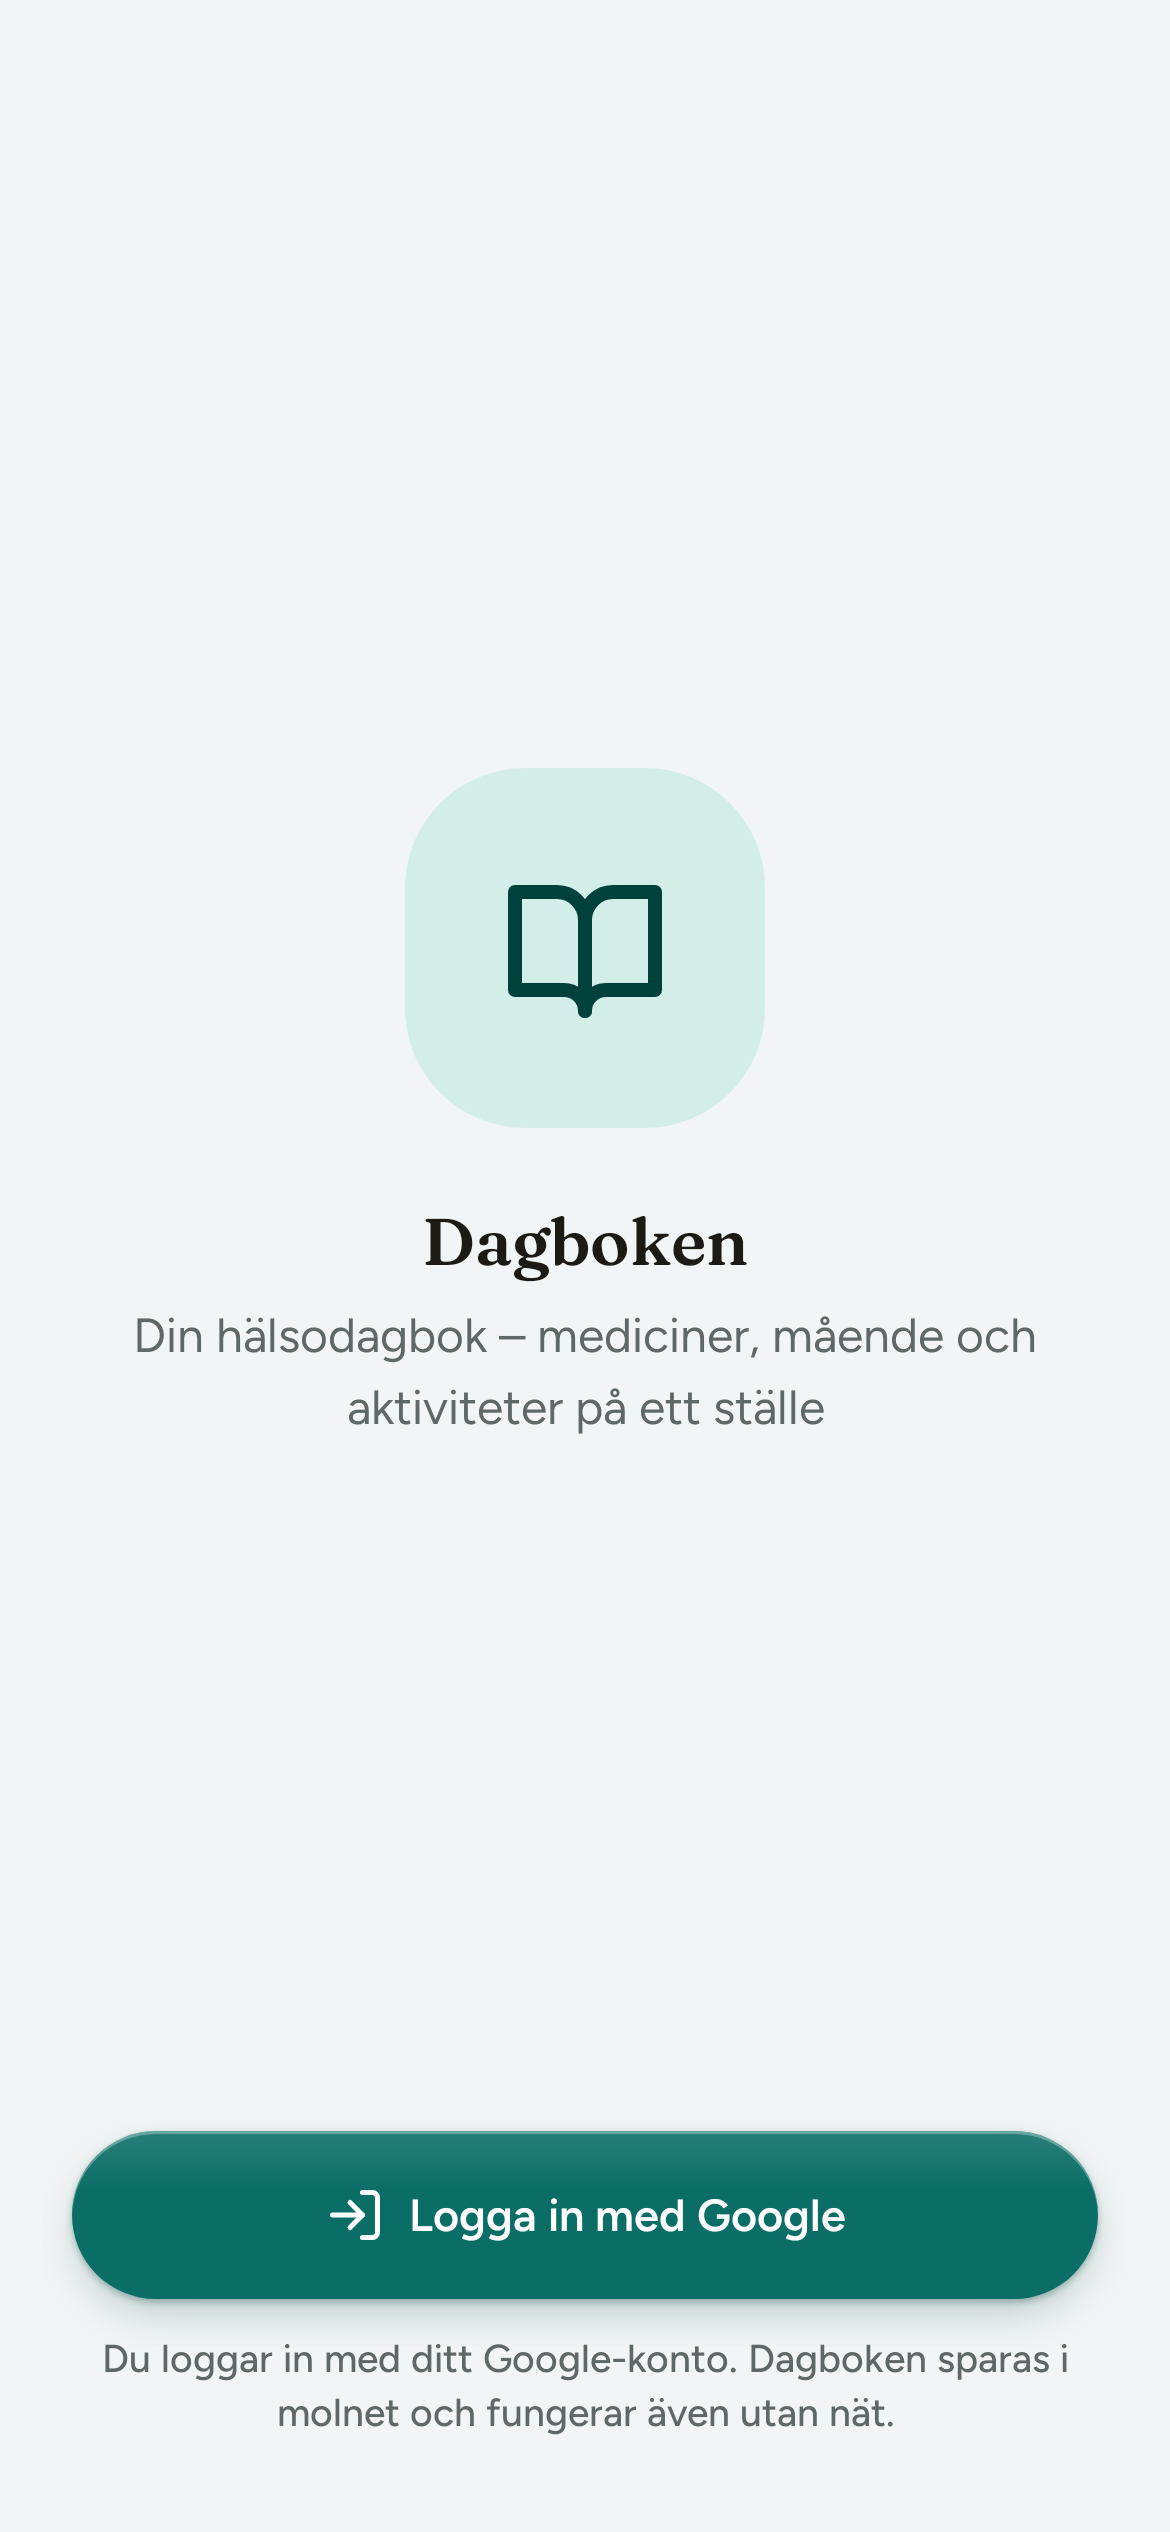 Dagboken
Din hälsodagbok – mediciner, mående och
aktiviteter på ett ställe
Logga in med Google
Du loggar in med ditt Google-konto. Dagboken sparas i
molnet och fungerar även utan nät.